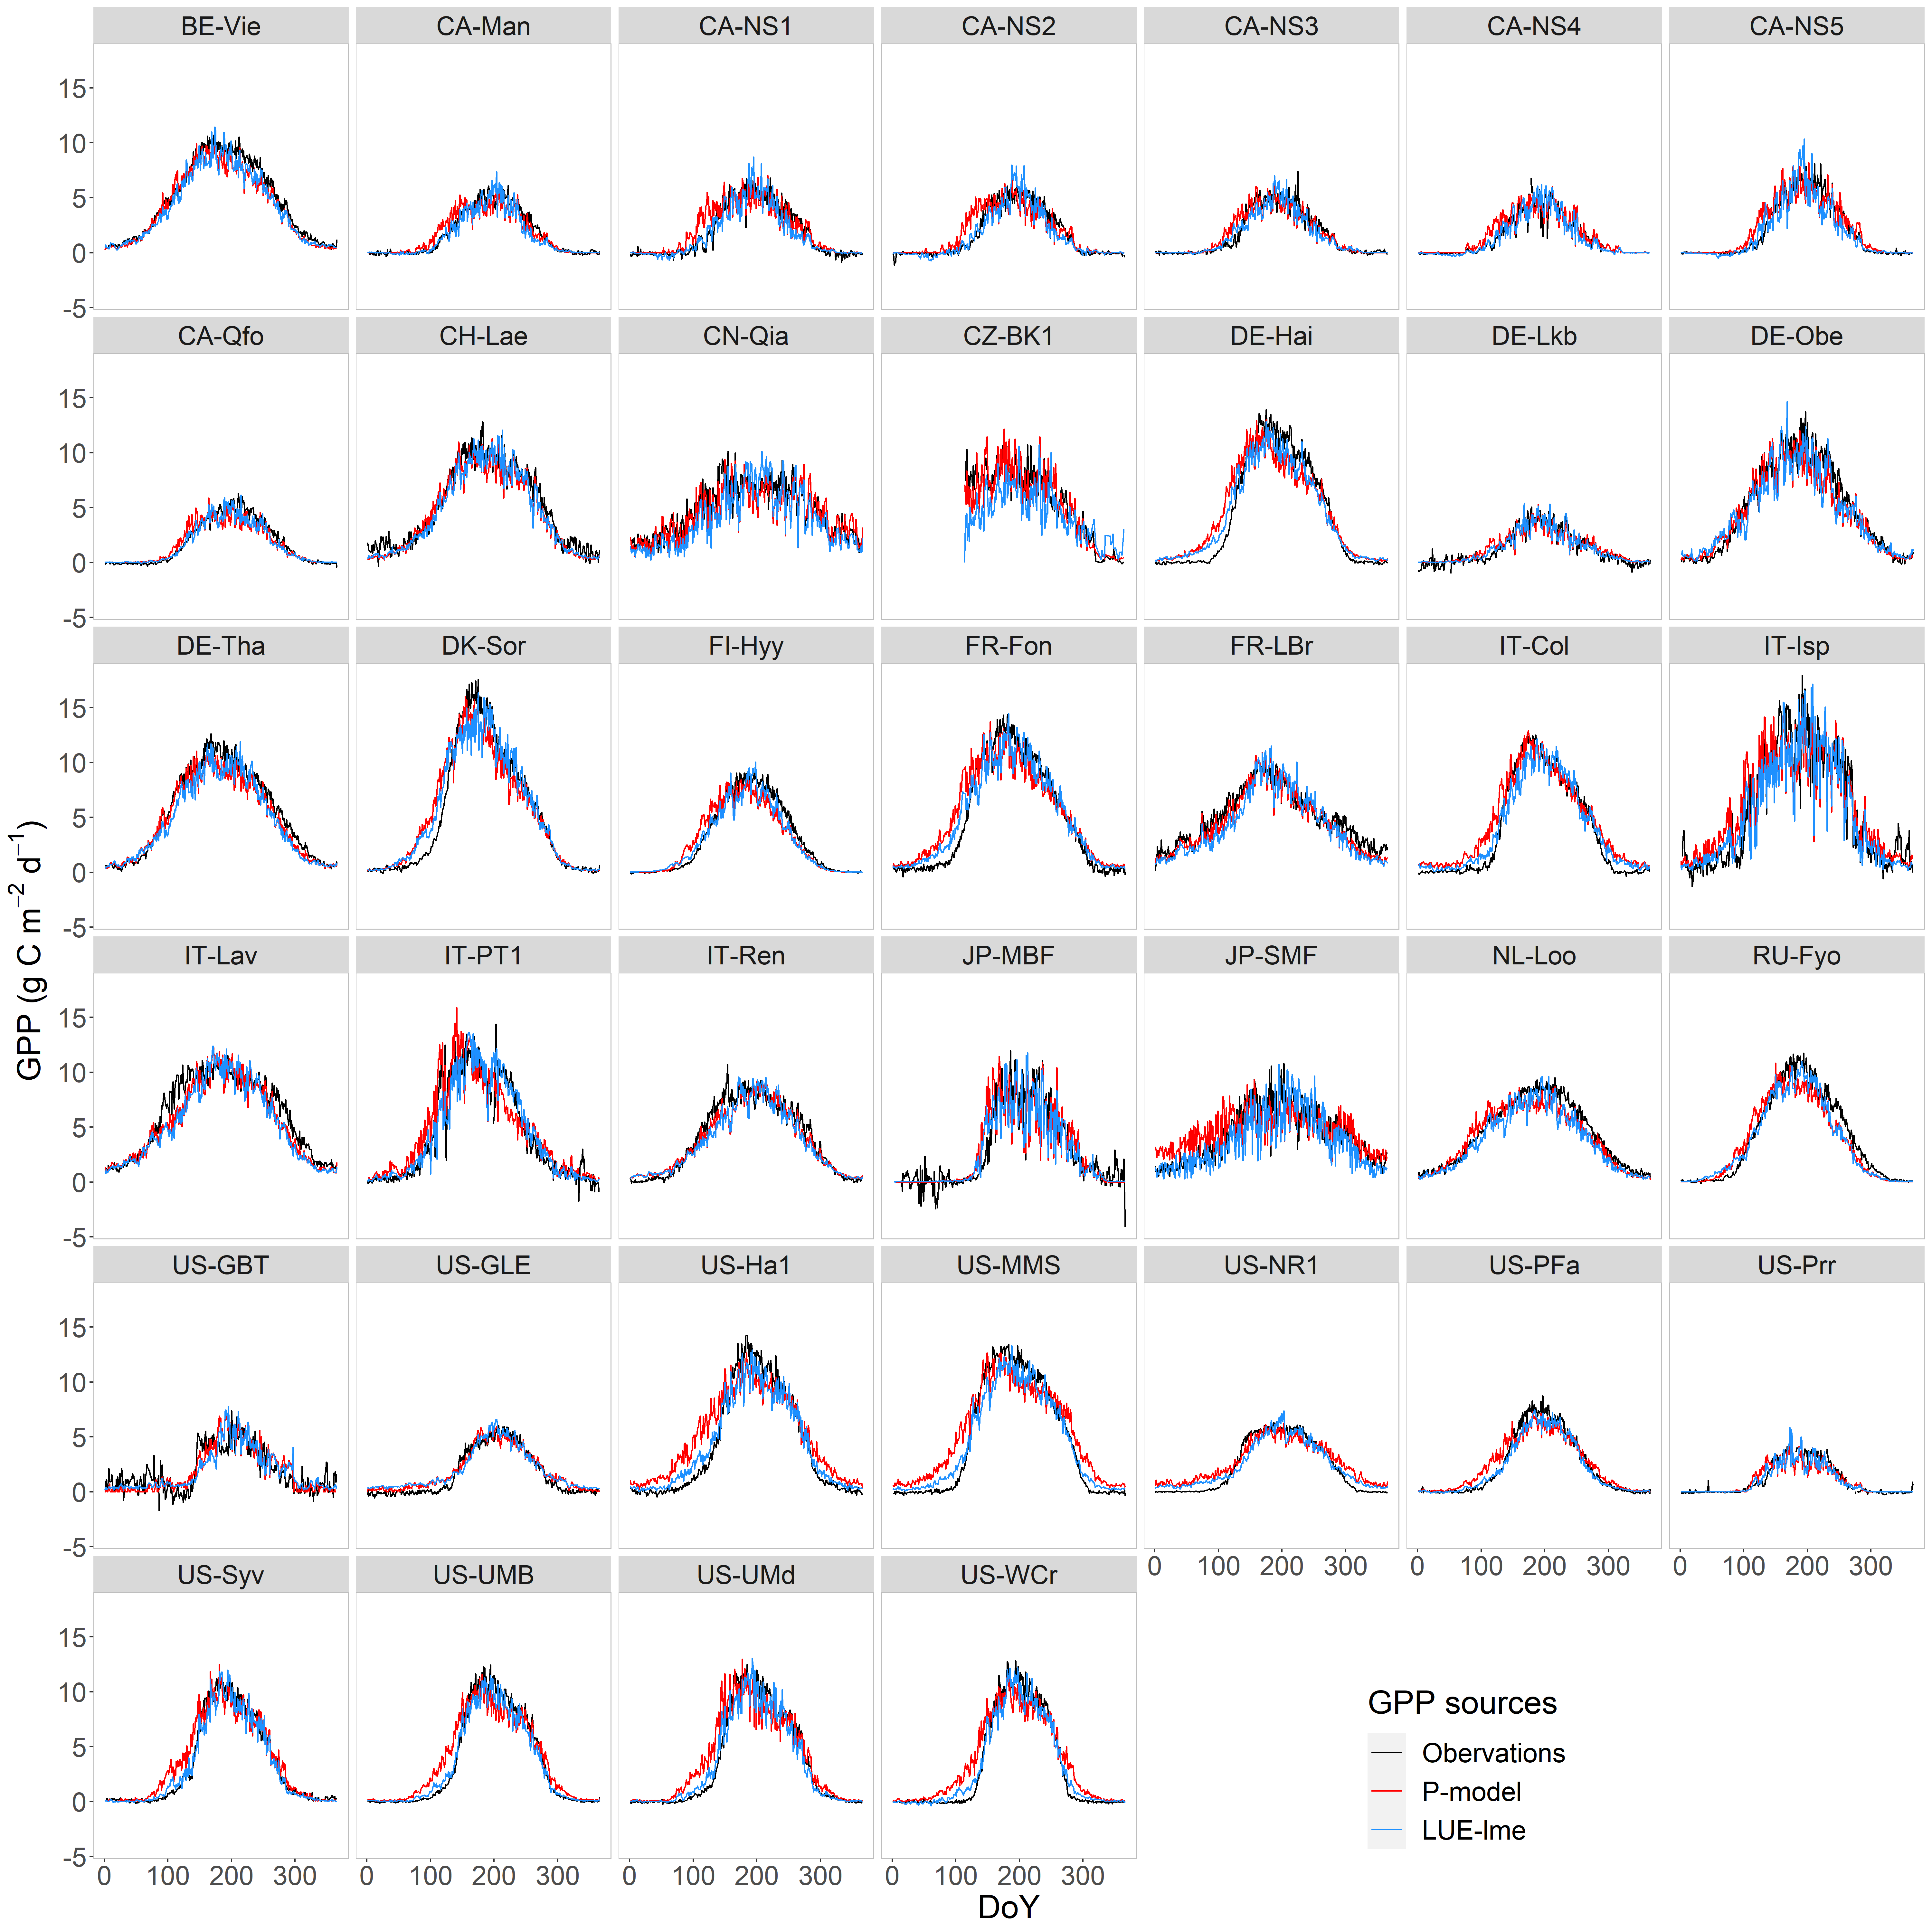 BE-Vie CA-Man CA-NS1 CA-NS2 CA-NS3 CA-NS4 CA-NS5
15
10
5
0
-5
CA-Qfo CH-Lae CN-Qia CZ-BK1 DE-Hai DE-Lkb DE-Obe
15
10
5
0
-5
DE-Tha DK-Sor FI-Hyy FR-Fon FR-LBr IT-Col IT-Isp
15
10
5
0
-5
GPP (g C m⁻² d⁻¹)
IT-Lav IT-PT1 IT-Ren JP-MBF JP-SMF NL-Loo RU-Fyo
15
10
5
0
-5
US-GBT US-GLE US-Ha1 US-MMS US-NR1 US-PFa US-Prr
15
10
5
0
-5
0 100 200 300 0 100 200 300 0 100 200 300
US-Syv US-UMB US-UMd US-WCr
15
10
5
0
-5
0 100 200 300 0 100 200 300 0 100 200 300 0 100 200 300
DoY
GPP sources
Obervations
P-model
LUE-lme